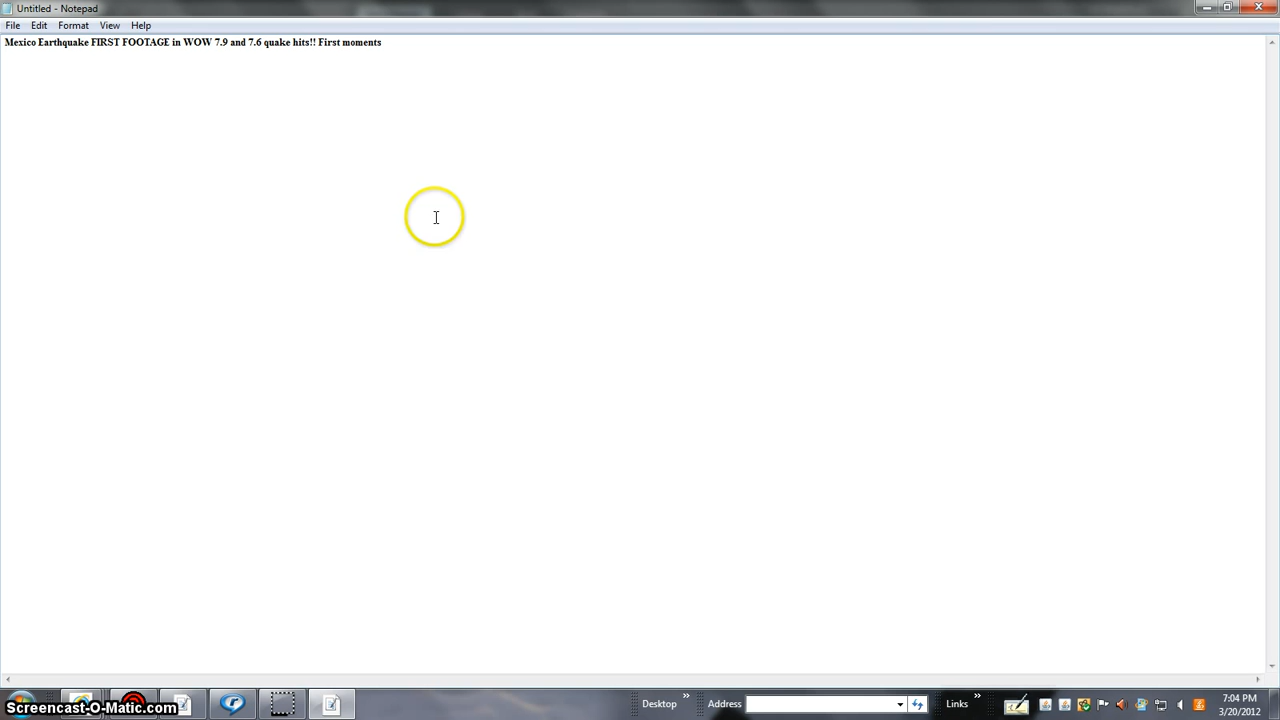 Untitled - Notepad
File Edit Format View Help
Mexico Earthquake FIRST FOOTAGE in WOW 7.9 and 7.6 quake hits!! First moments
Desktop » Address Links »
7:04 PM
3/20/2012
Screencast-O-Matic.com